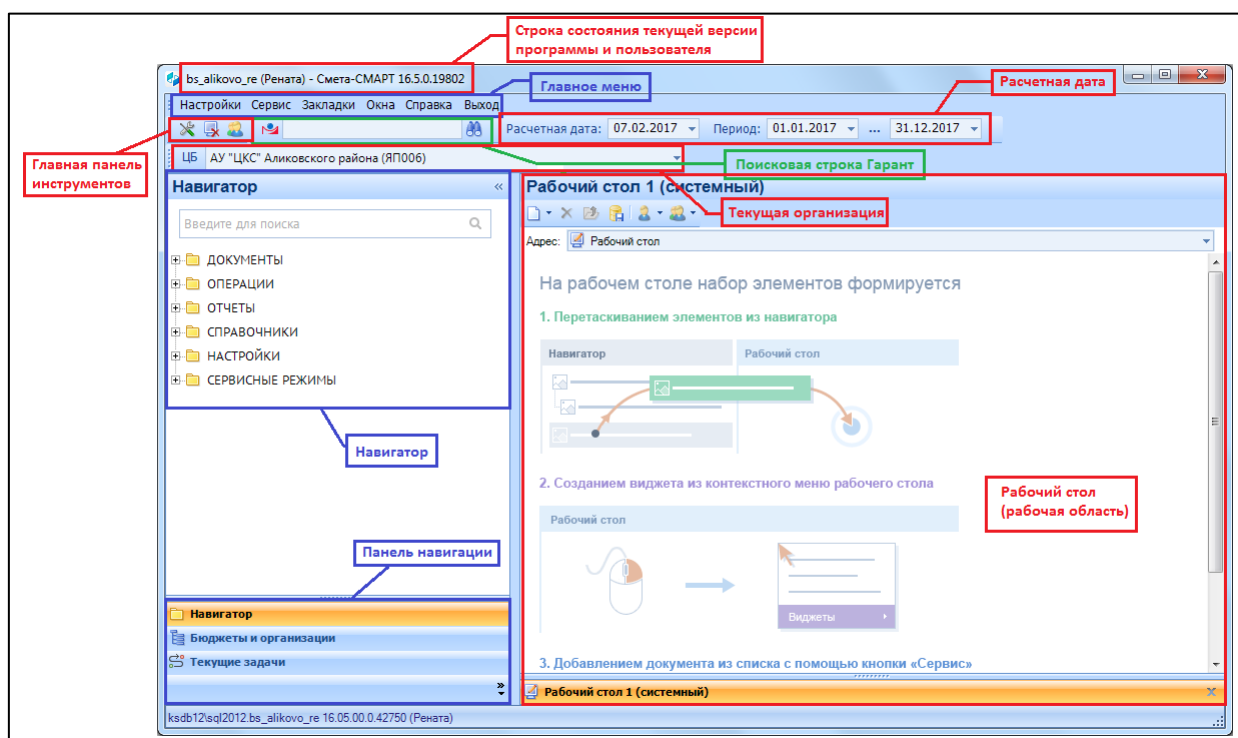 Строка состояния текущей версии
программы и пользователя
bs_alikovo_re (Рената) - Смета-СМАРТ 16.5.0.19802
Главное меню
Расчетная дата
Настройки Сервис Закладки Окна Справка Выход
Расчетная дата: 07.02.2017 Период: 01.01.2017 ... 31.12.2017
Главная панель
инструментов
ЦБ АУ "ЦКС" Аликовского района (ЯП006)
Поисковая строка Гарант
Навигатор «
Рабочий стол 1 (системный)
Текущая организация
Введите для поиска
Адрес: Рабочий стол
ДОКУМЕНТЫ
ОПЕРАЦИИ
ОТЧЕТЫ
СПРАВОЧНИКИ
НАСТРОЙКИ
СЕРВИСНЫЕ РЕЖИМЫ
На рабочем столе набор элементов формируется
1. Перетаскиванием элементов из навигатора
Навигатор Рабочий стол
Навигатор
2. Созданием виджета из контекстного меню рабочего стола
Рабочий стол
(рабочая область)
Рабочий стол
Виджеты
Панель навигации
Навигатор
Бюджеты и организации
Текущие задачи
3. Добавлением документа из списка с помощью кнопки «Сервис»
Рабочий стол 1 (системный)
ksdb12\sql2012.bs_alikovo_re 16.05.00.0.42750 (Рената)